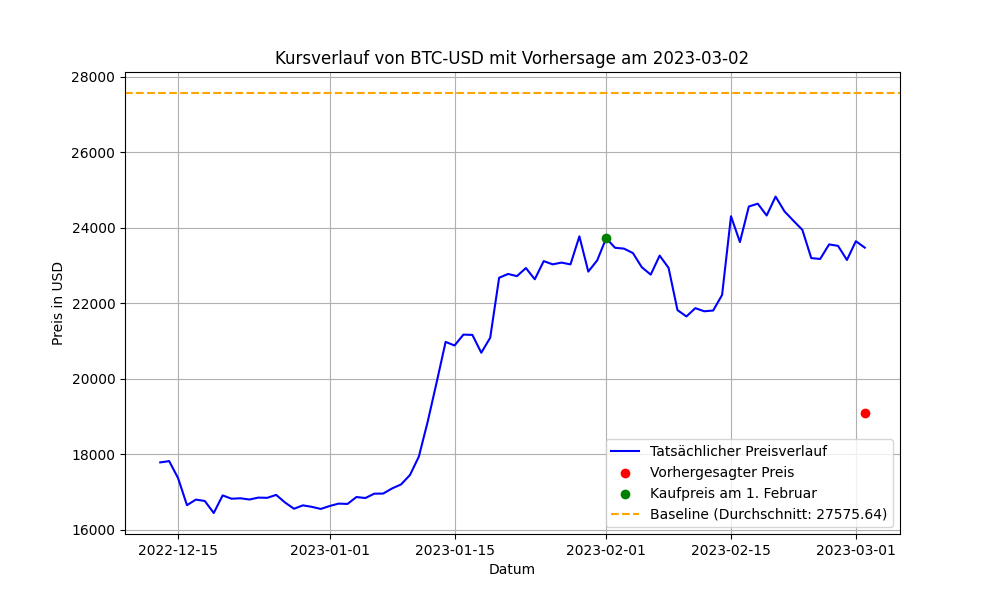 Kursverlauf von BTC-USD mit Vorhersage am 2023-03-02
Preis in USD
28000
26000
24000
22000
20000
18000
16000
Tatsächlicher Preisverlauf
Vorhergesagter Preis
Kaufpreis am 1. Februar
Baseline (Durchschnitt: 27575.64)
2022-12-15
2023-01-01
2023-01-15
2023-02-01
2023-02-15
2023-03-01
Datum